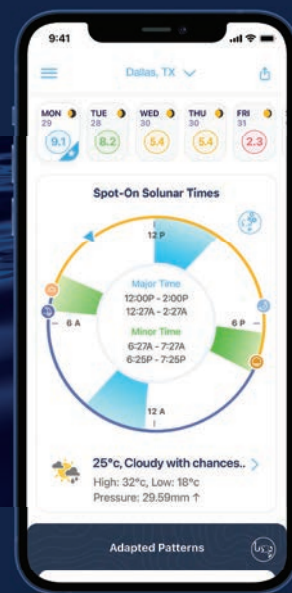 9:41
Dallas, TX
MON TUE WED THU FRI
29 28 30 30 31
9.1 8.2 5.4 5.4 2.3
Spot-On Solunar Times
12 P
Major Time
12:00P - 2:00P
12:27A - 2:27A
6 A
6 P
Minor Time
6:27A - 7:27A
6:25P - 7:25P
12 A
25°c, Cloudy with chances..
High: 32°c, Low: 18°c
Pressure: 29.59mm ↑
Adapted Patterns